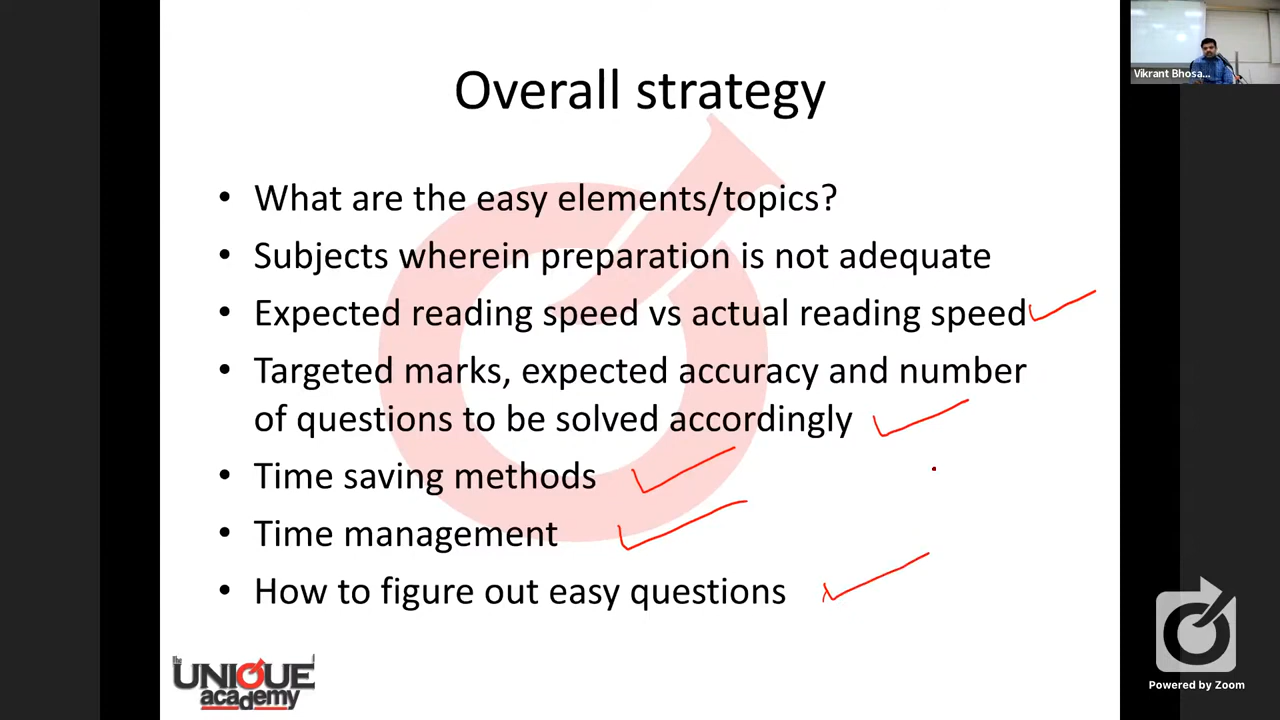 Overall strategy
Vikrant Bhosa...
• What are the easy elements/topics?
• Subjects wherein preparation is not adequate
• Expected reading speed vs actual reading speed
• Targeted marks, expected accuracy and number
of questions to be solved accordingly
• Time saving methods
• Time management
• How to figure out easy questions
The
UNIQUE
academy
Powered by Zoom